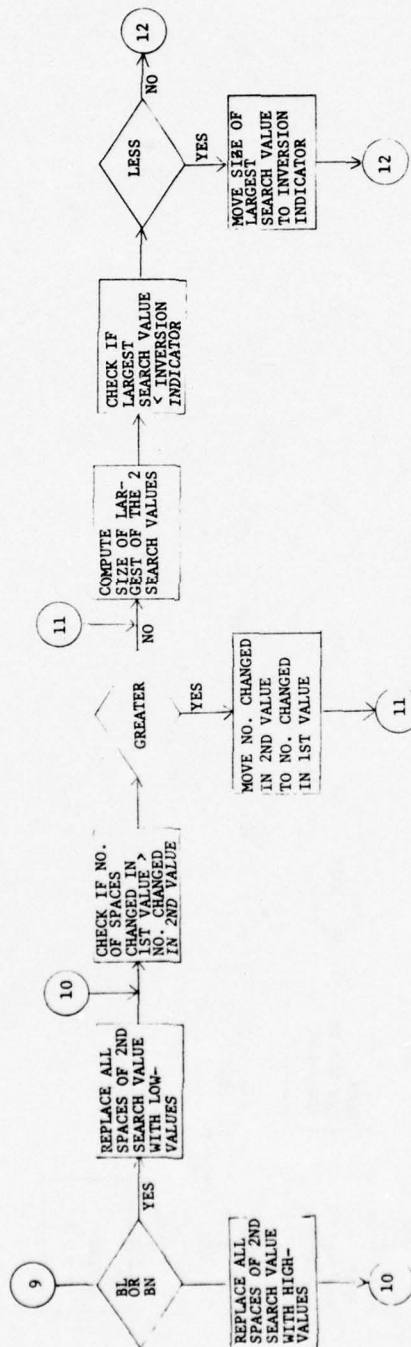 9
BL
OR
BN
YES
REPLACE ALL
SPACES OF 2ND
SEARCH VALUE
WITH HIGH-
VALUES
10
REPLACE ALL
SPACES OF 2ND
SEARCH VALUE
WITH LOW-
VALUES
10
CHECK IF NO.
OF SPACES
CHANGED IN
1ST VALUE >
NO. CHANGED
IN 2ND VALUE
GREATER
YES
MOVE NO. CHANGED
IN 2ND VALUE
TO NO. CHANGED
IN 1ST VALUE
11
NO
11
COMPUTE
SIZE OF LAR-
GEST OF THE 2
SEARCH VALUES
CHECK IF
LARGEST
SEARCH VALUE
< INVERSION
INDICATOR
LESS
NO
12
YES
MOVE SIZE OF
LARGEST
SEARCH VALUE
TO INVERSION
INDICATOR
12